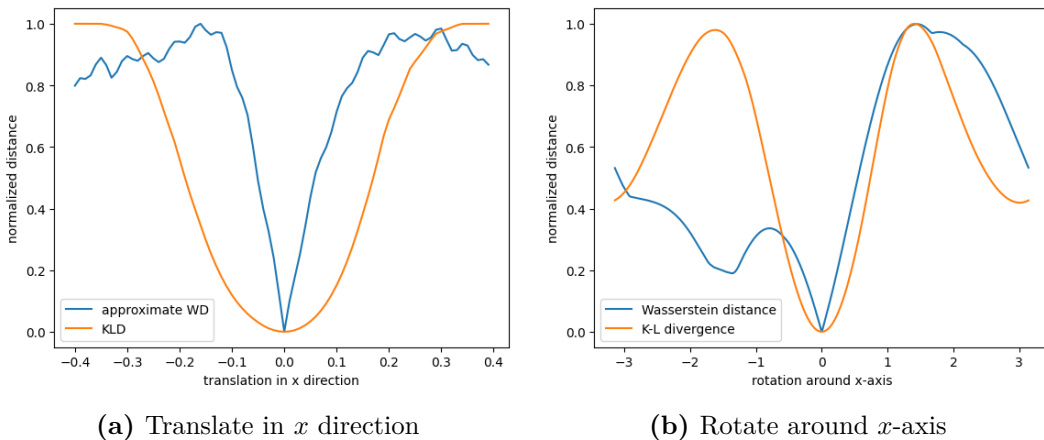 normalized distance
1.0
0.8
0.6
0.4
0.2
0.0
approximate WD
KLD
−0.4 −0.3 −0.2 −0.1 0.0 0.1 0.2 0.3 0.4
translation in x direction
(a) Translate in x direction
normalized distance
1.0
0.8
0.6
0.4
0.2
0.0
Wasserstein distance
K-L divergence
−3 −2 −1 0 1 2 3
rotation around x-axis
(b) Rotate around x-axis